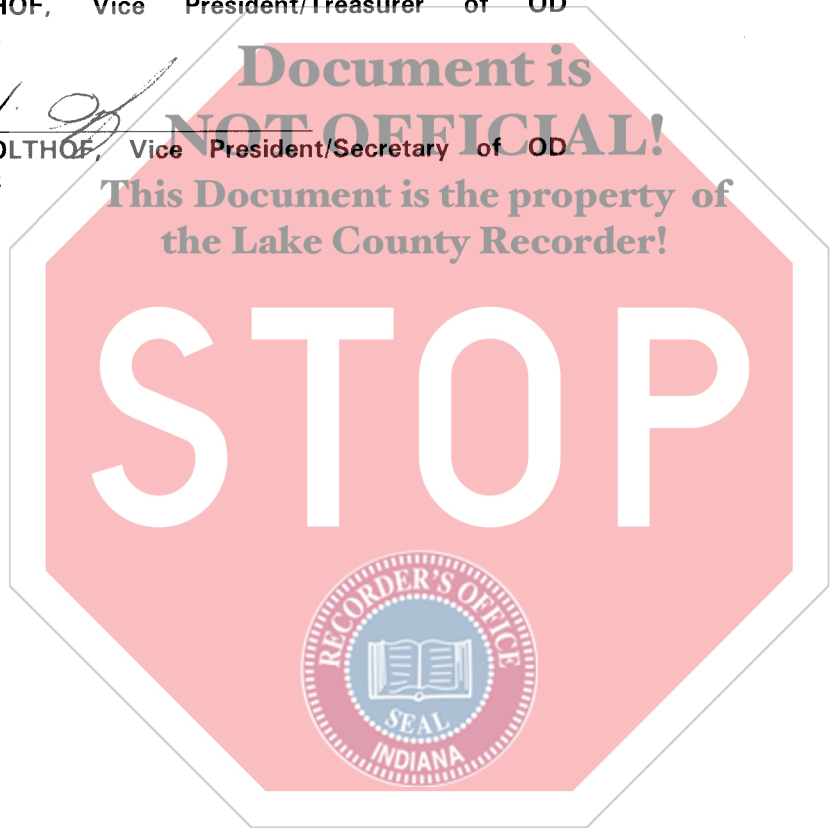 HOF, Vice President/Treasurer of OD
Document is
NOT OFFICIAL!
OLTHOF, Vice President/Secretary of OD
This Document is the property of
the Lake County Recorder!
STOP
RECORDER'S OFFICE
SEAL
INDIANA